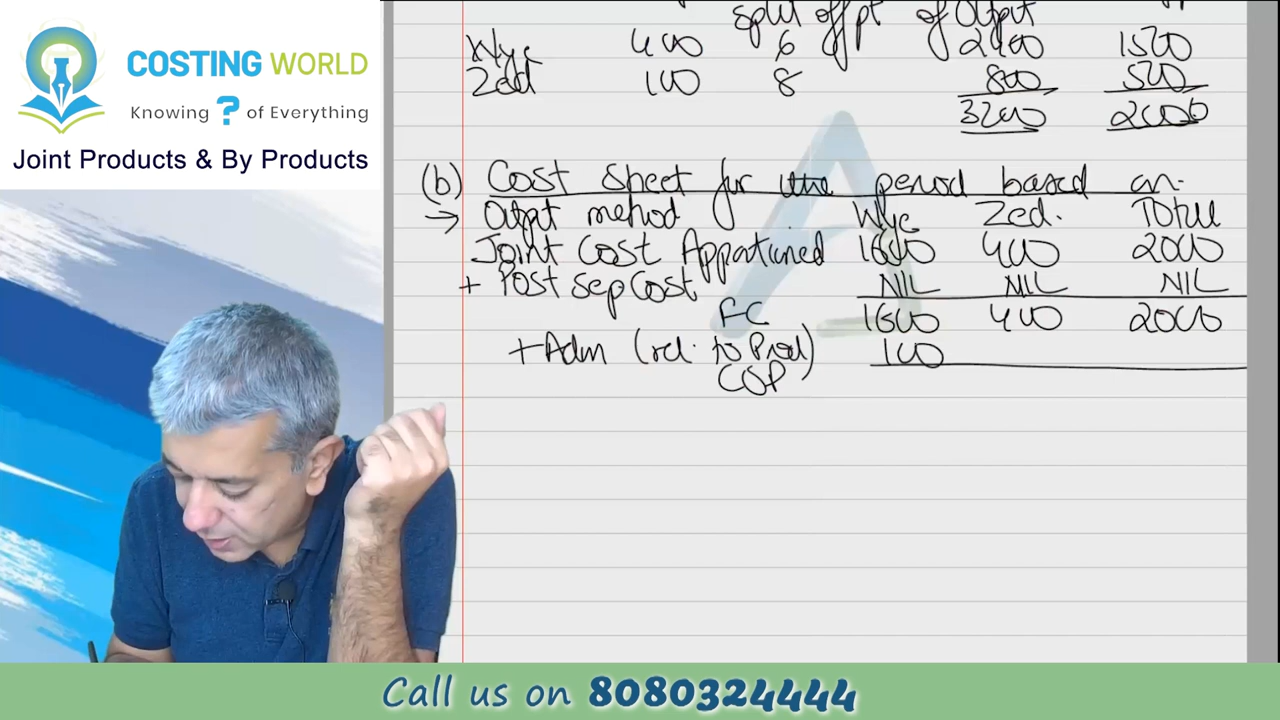 COSTING WORLD
Knowing ? of Everything
Joint Products & By Products
split off pt of Output
Wye 400 6 2400 1500
Zed 100 8 800 500
3200 2000
(b) Cost Sheet for the period based on
→ Output method Wye Zed. Total
Joint Cost Apportioned 1600 400 2000
+ Post Sep Cost NIL NIL NIL
FC 1600 400 2000
+ Adm (rel. to Prod) 100
COP
Call us on 8080324444